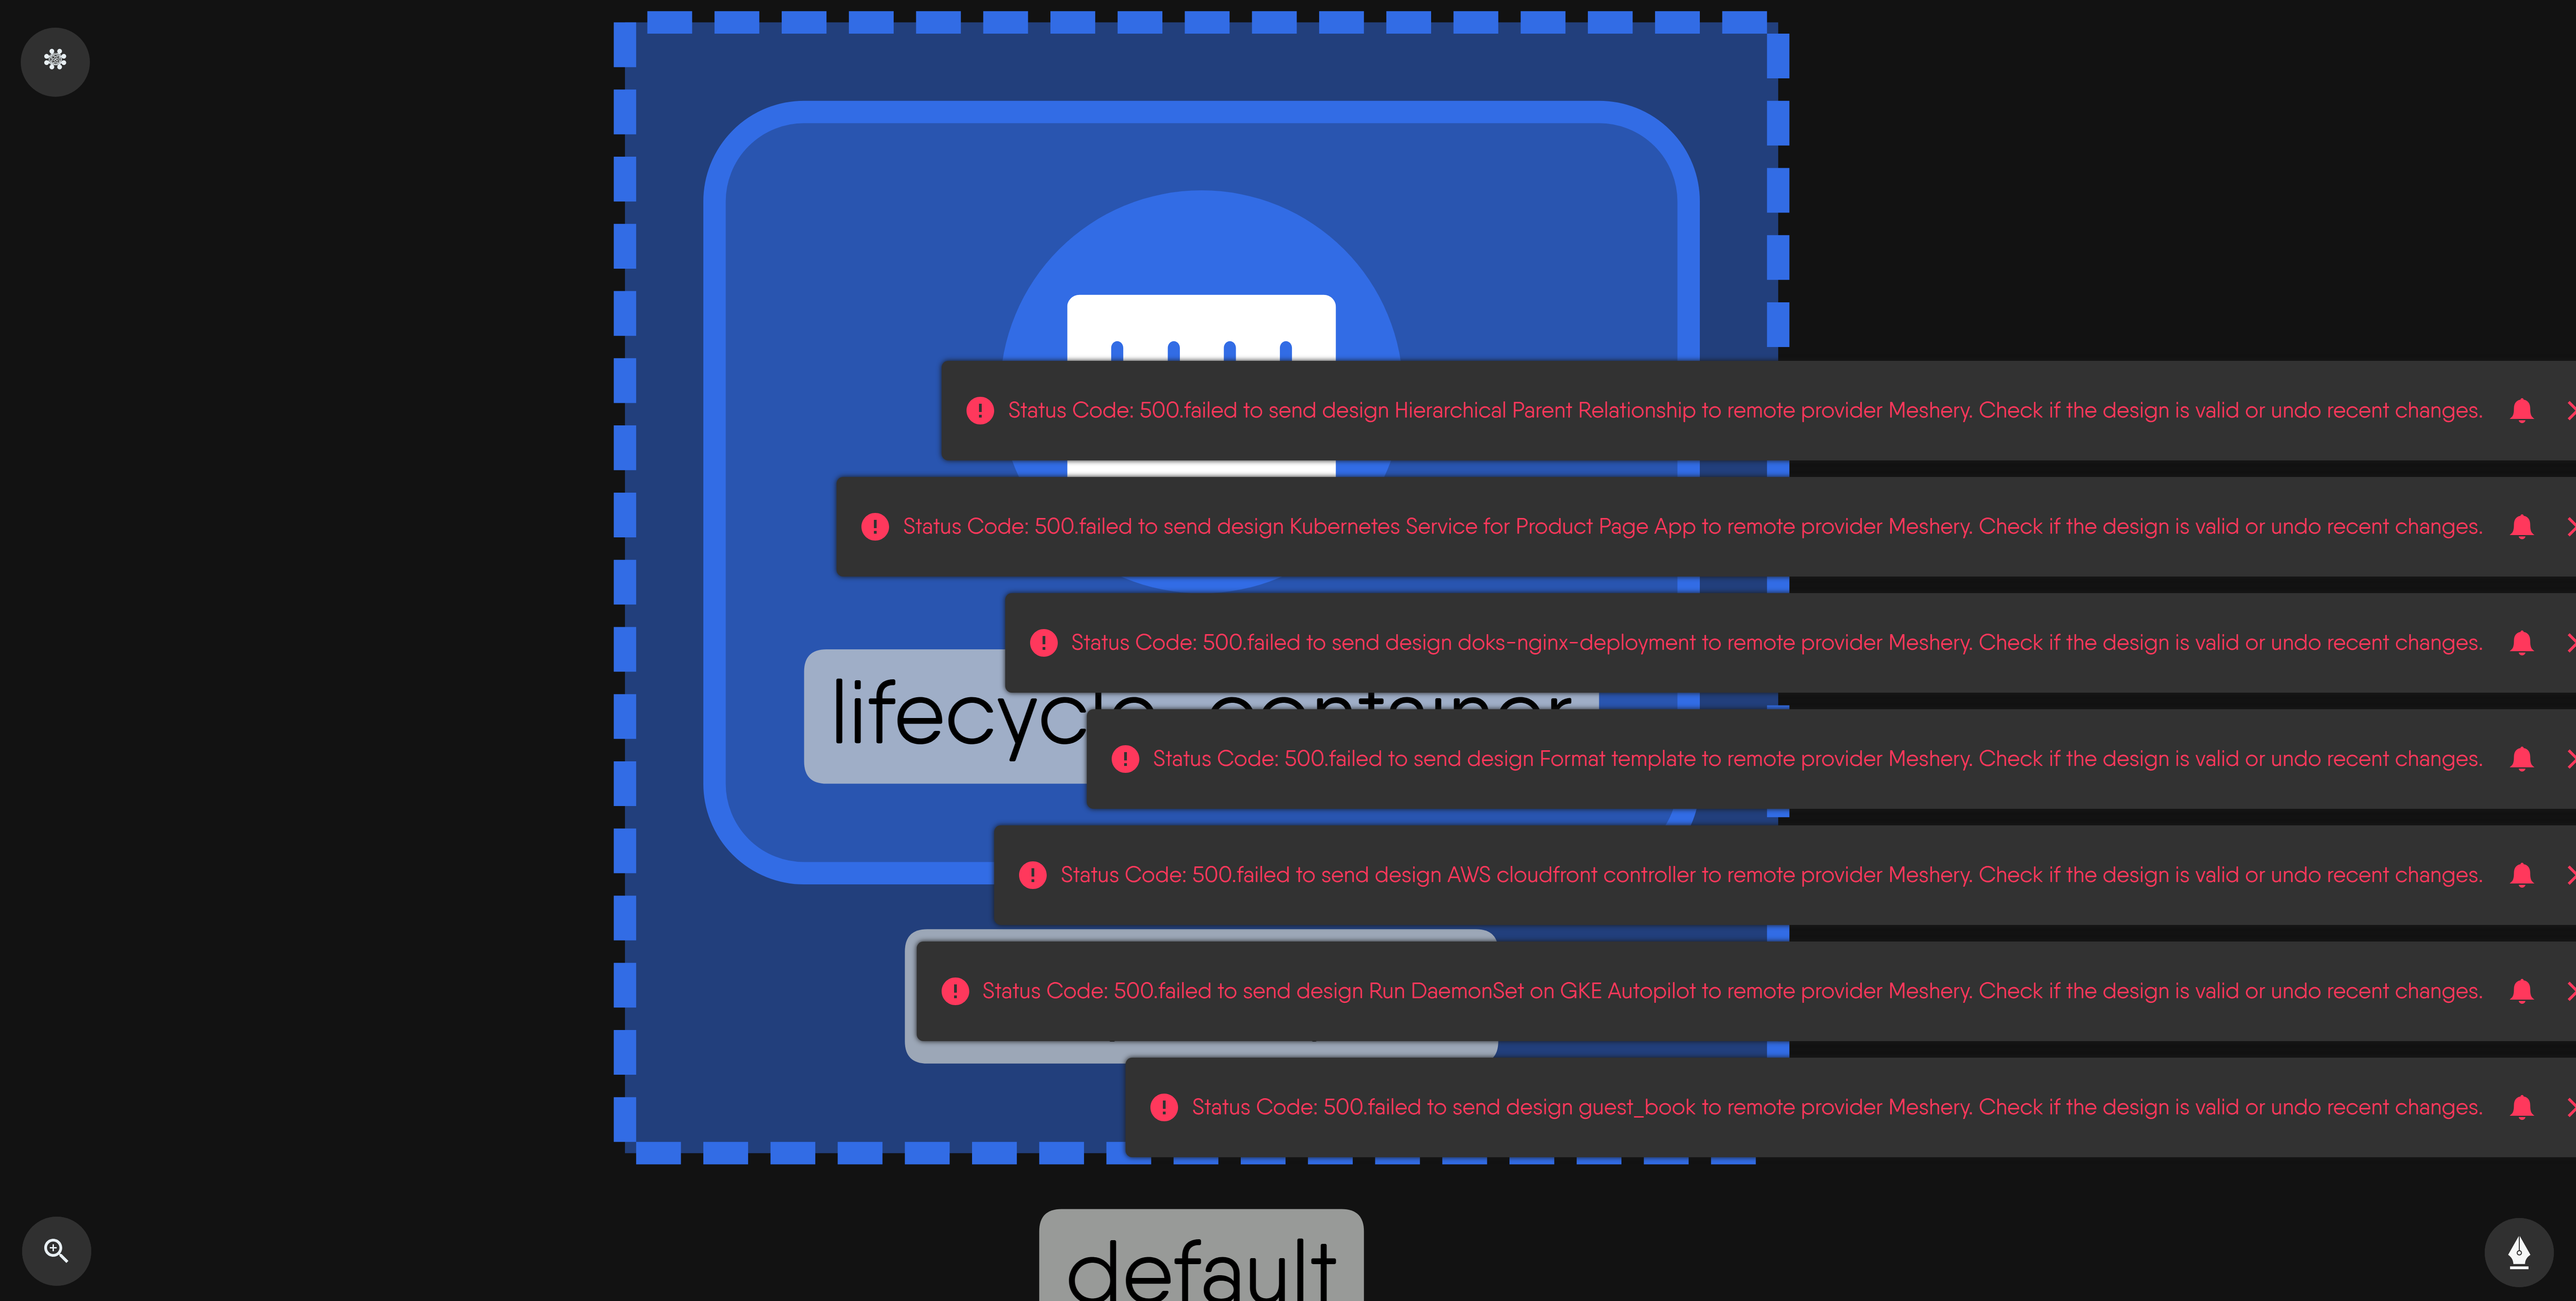 Status Code: 500.failed to send design Hierarchical Parent Relationship to remote provider Meshery. Check if the design is valid or undo recent changes.
Status Code: 500.failed to send design Kubernetes Service for Product Page App to remote provider Meshery. Check if the design is valid or undo recent changes.
Status Code: 500.failed to send design doks-nginx-deployment to remote provider Meshery. Check if the design is valid or undo recent changes.
lifecycle-container
Status Code: 500.failed to send design Format template to remote provider Meshery. Check if the design is valid or undo recent changes.
Status Code: 500.failed to send design AWS cloudfront controller to remote provider Meshery. Check if the design is valid or undo recent changes.
Status Code: 500.failed to send design Run DaemonSet on GKE Autopilot to remote provider Meshery. Check if the design is valid or undo recent changes.
Status Code: 500.failed to send design guest_book to remote provider Meshery. Check if the design is valid or undo recent changes.
default